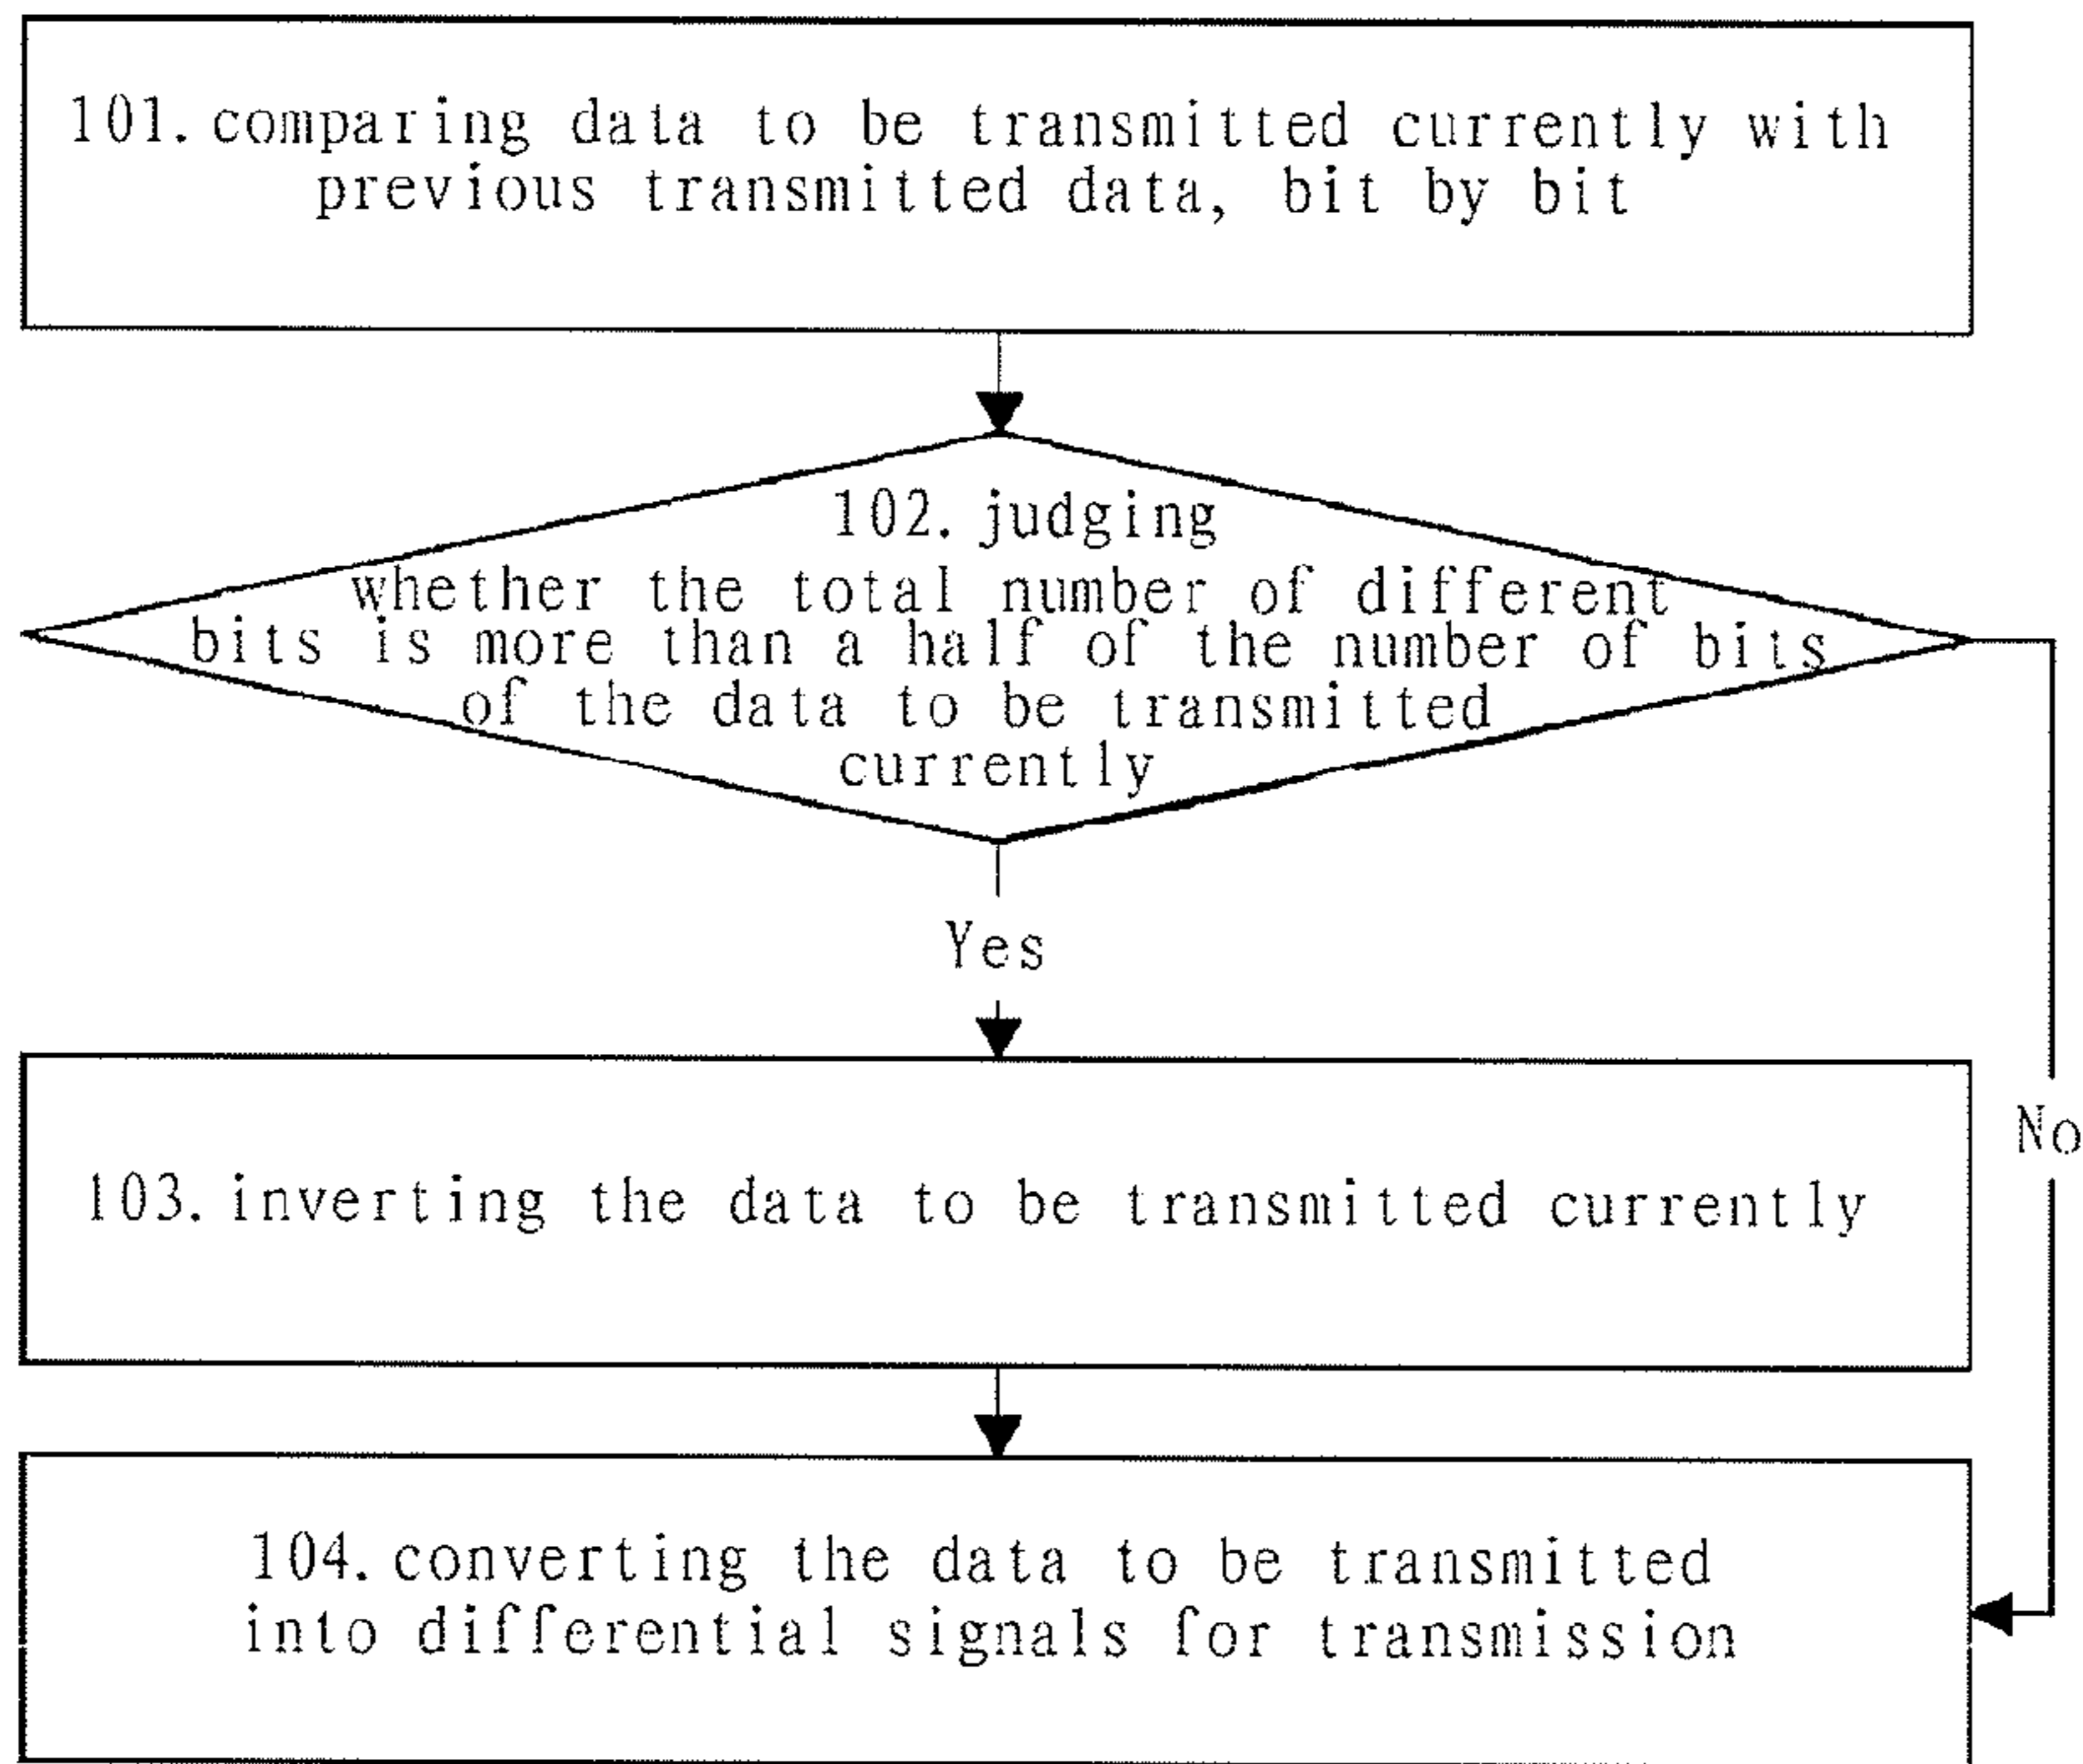 101. comparing data to be transmitted currently with
previous transmitted data, bit by bit
102. judging
whether the total number of different
bits is more than a half of the number of bits
of the data to be transmitted
currently
Yes
No
103. inverting the data to be transmitted currently
104. converting the data to be transmitted
into differential signals for transmission